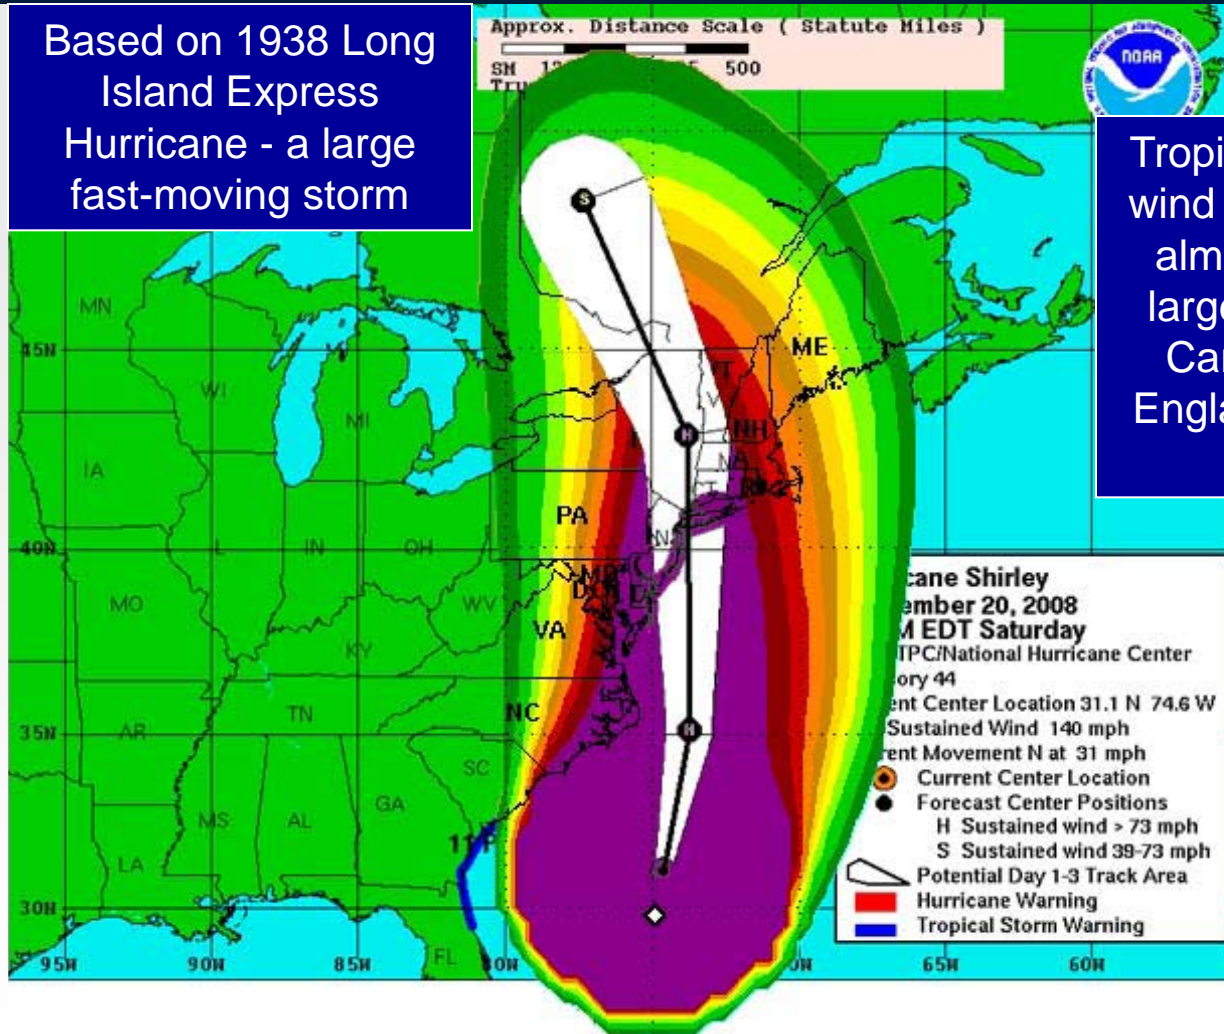 Based on 1938 Long
Island Express
Hurricane - a large
fast-moving storm
Approx. Distance Scale ( Statute Miles )
SM 500
NOAA
Tropi
wind
alm
large
Ca
Engla
MN
WI
MI
IA
IN
OH
PA
ME
NH
VT
MO
WV
VA
KY
TN
NC
AR
SC
MS
AL
GA
LA
FL
45N
40N
35N
30N
95W
90W
85W
80W
65W
60W
cane Shirley
ember 20, 2008
M EDT Saturday
TPC/National Hurricane Center
ory 44
ent Center Location 31.1 N 74.6 W
Sustained Wind 140 mph
rent Movement N at 31 mph
Current Center Location
Forecast Center Positions
H Sustained wind > 73 mph
S Sustained wind 39-73 mph
Potential Day 1-3 Track Area
Hurricane Warning
Tropical Storm Warning
S
H
H